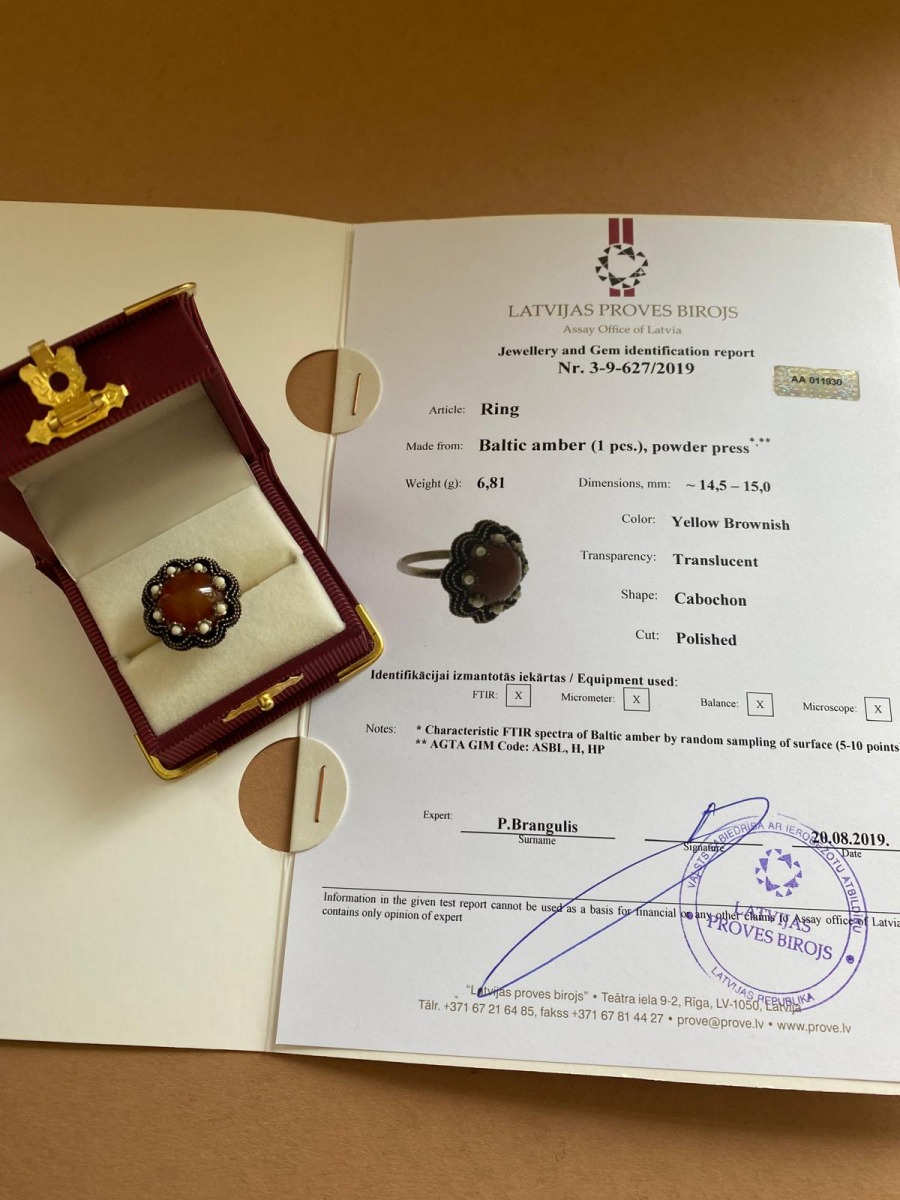 LATVIJAS PROVES BIROJS
Assay Office of Latvia
Jewellery and Gem identification report
Nr. 3-9-627/2019
AA 011930
Article: Ring
Made from: Baltic amber (1 pcs.), powder press*,**
Weight (g): 6,81 Dimensions, mm: ~ 14,5 – 15,0
Color: Yellow Brownish
Transparency: Translucent
Shape: Cabochon
Cut: Polished
Identifikācijai izmantotās iekārtas / Equipment used:
FTIR: X Micrometer: X Balance: X Microscope: X
Notes: * Characteristic FTIR spectra of Baltic amber by random sampling of surface (5-10 points
** AGTA GIM Code: ASBL, H, HP
Expert: P.Brangulis 20.08.2019.
Surname Signature Date
Information in the given test report cannot be used as a basis for financial or any other claims to Assay office of Latvia
contains only opinion of expert
VALSTS SABIEDRĪBA AR IEROBEŽOTU ATBILDĪBU
LATVIJAS
PROVES BIROJS
LATVIJAS REPUBLIKA
"Latvijas proves birojs" • Teātra iela 9-2, Rīga, LV-1050, Latvija
Tālr. +371 67 21 64 85, fakss +371 67 81 44 27 • prove@prove.lv • www.prove.lv